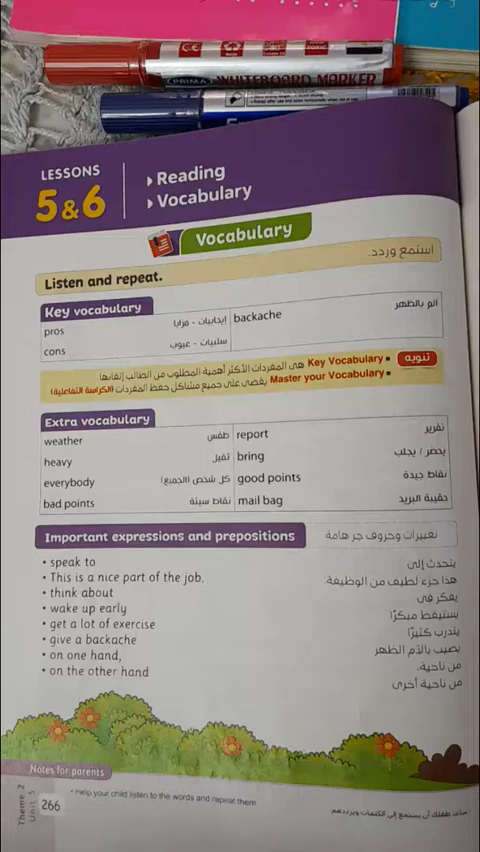 PRIMA WHITEBOARD MARKER
LESSONS
5&6
Reading
Vocabulary
Vocabulary
Listen and repeat.
استمع وردد.
Key vocabulary
pros
إيجابيات - مزايا
backache
ألم بالظهر
cons
سلبيات - عيوب
تنويه
• Key Vocabulary هي المفردات الأكثر أهمية المطلوب من الطالب إتقانها
• Master your Vocabulary يقضي على جميع مشاكل حفظ المفردات (الكراسة التفاعلية)
Extra vocabulary
weather
طقس
report
تقرير
heavy
ثقيل
bring
يحضر / يجلب
everybody
كل شخص (الجميع)
good points
نقاط جيدة
bad points
نقاط سيئة
mail bag
حقيبة البريد
Important expressions and prepositions
تعبيرات وحروف جر هامة
• speak to
يتحدث إلى
• This is a nice part of the job.
هذا جزء لطيف من الوظيفة.
• think about
يفكر في
• wake up early
يستيقظ مبكرًا
• get a lot of exercise
يتدرب كثيرًا
• give a backache
يصيب بآلام الظهر
• on one hand,
من ناحية.
• on the other hand
من ناحية أخرى
Notes for parents
• Help your child listen to the words and repeat them
ساعد طفلك أن يستمع إلى الكلمات ويرددهم
Theme 2
Unit 5
266